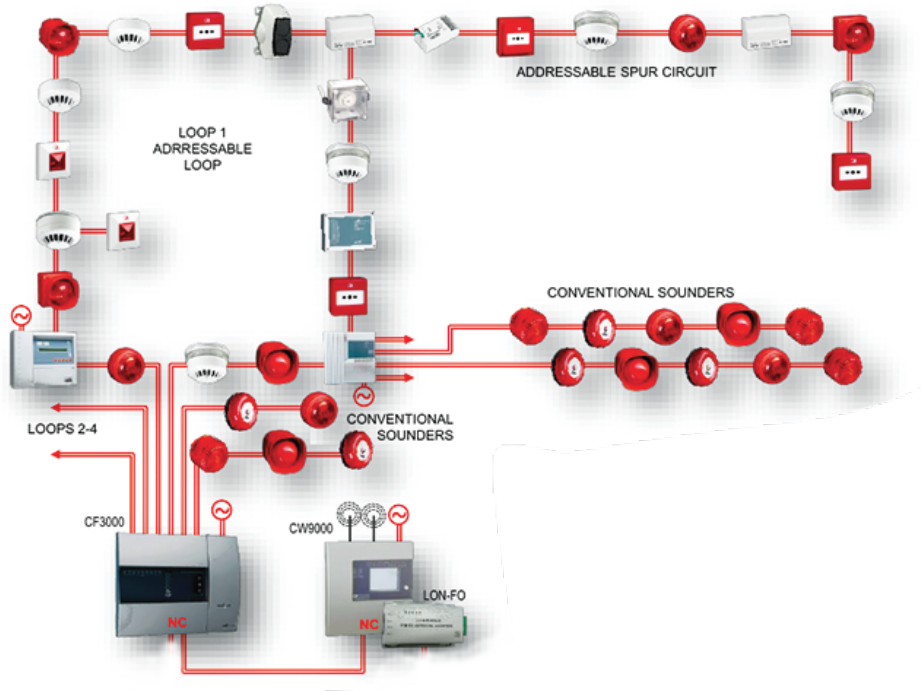 ADDRESSABLE SPUR CIRCUIT
LOOP 1
ADRRESSABLE
LOOP
CONVENTIONAL SOUNDERS
CONVENTIONAL
SOUNDERS
LOOPS 2-4
CF3000
CW9000
LON-FO
NC
NC